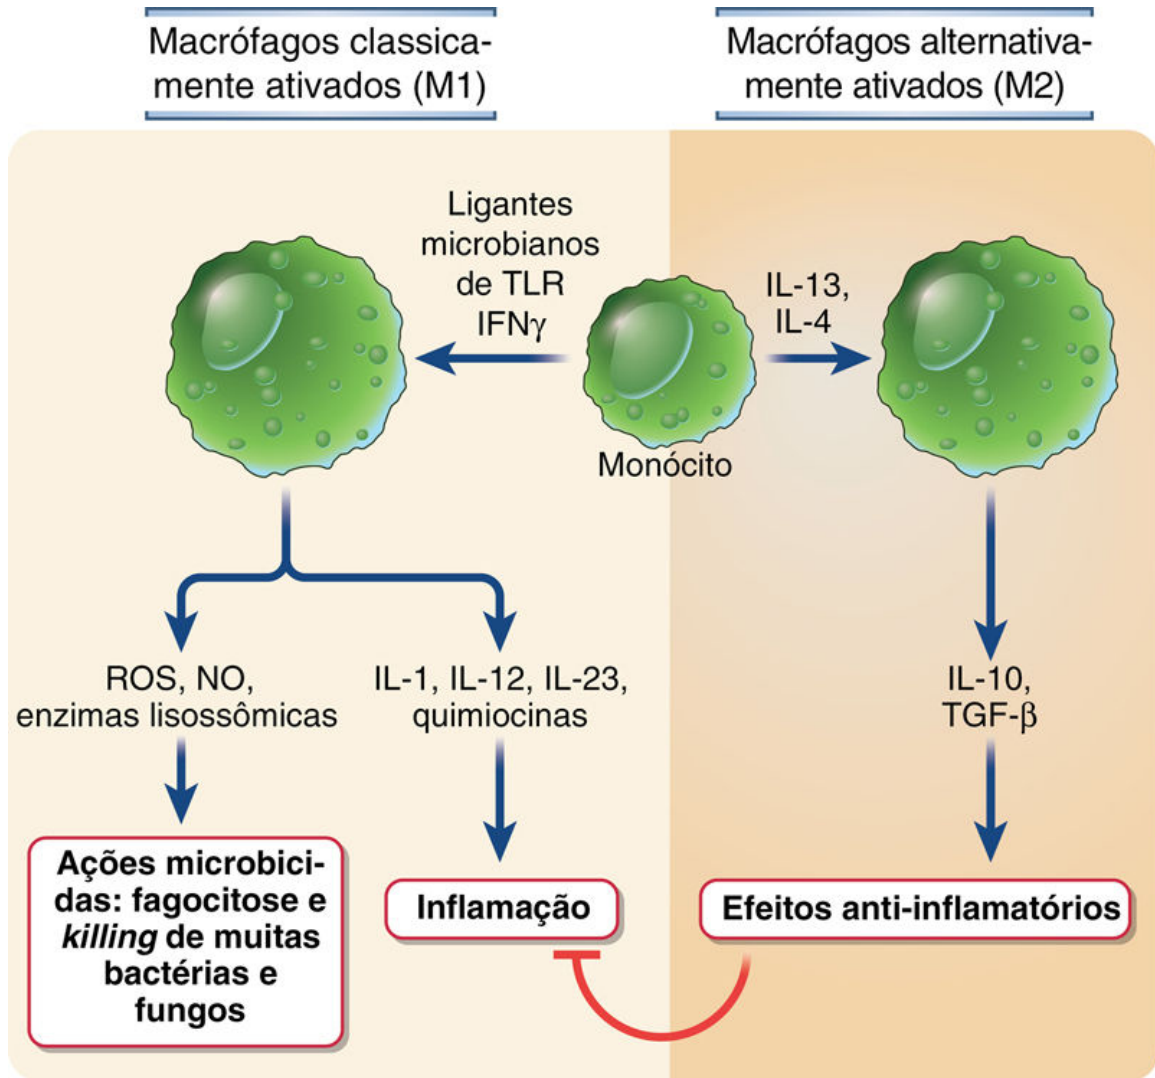 Macrófagos classica-
mente ativados (M1)
Macrófagos alternativa-
mente ativados (M2)
Ligantes
microbianos
de TLR
IFNγ
IL-13,
IL-4
Monócito
ROS, NO,
enzimas lisossômicas
IL-1, IL-12, IL-23,
quimiocinas
IL-10,
TGF-β
Ações microbici-
das: fagocitose e
killing de muitas
bactérias e
fungos
Inflamação
Efeitos anti-inflamatórios